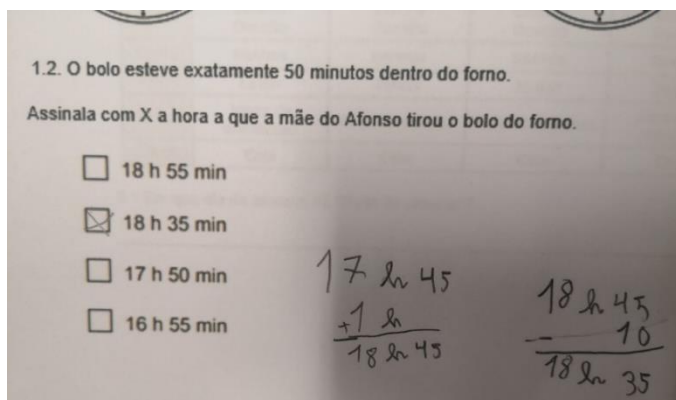 1.2. O bolo esteve exatamente 50 minutos dentro do forno.
Assinala com X a hora a que a mãe do Afonso tirou o bolo do forno.
18 h 55 min
18 h 35 min
17 h 50 min
16 h 55 min
17 h 45
+1 h
18 h 45
18 h 45
- 10
18 h 35